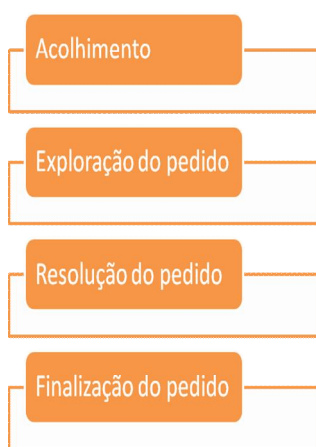 Acolhimento
Exploração do pedido
Resolução do pedido
Finalização do pedido